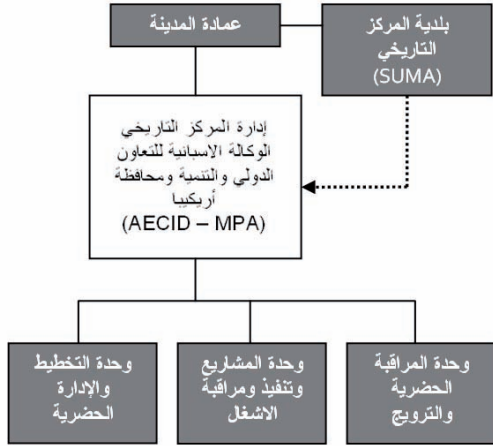 عمادة المدينة
بلدية المركز
التاريخي
(SUMA)
إدارة المركز التاريخي
الوكالة الاسبانية للتعاون
الدولي والتنمية ومحافظة
أريكيبا
(AECID – MPA)
وحدة المراقبة
الحضرية
والترويج
وحدة المشاريع
وتنفيذ ومراقبة
الاشغال
وحدة التخطيط
والإدارة
الحضرية